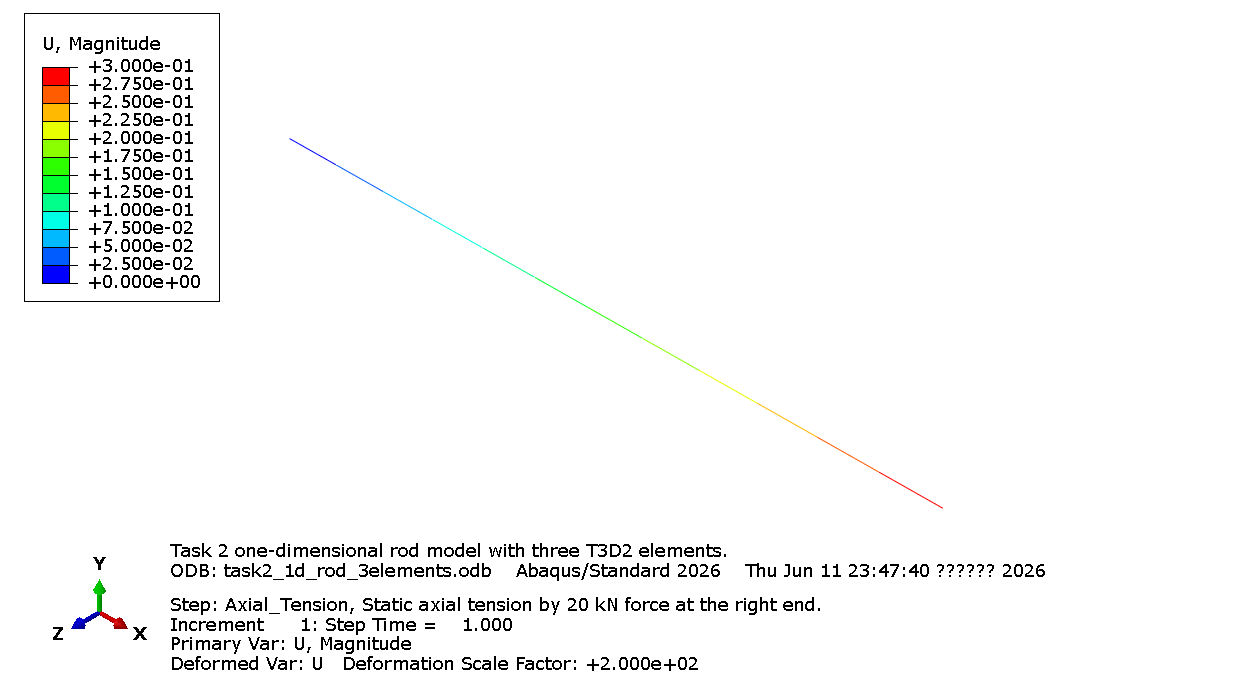 U, Magnitude
+3.000e-01
+2.750e-01
+2.500e-01
+2.250e-01
+2.000e-01
+1.750e-01
+1.500e-01
+1.250e-01
+1.000e-01
+7.500e-02
+5.000e-02
+2.500e-02
+0.000e+00
Task 2 one-dimensional rod model with three T3D2 elements.
ODB: task2_1d_rod_3elements.odb    Abaqus/Standard 2026    Thu Jun 11 23:47:40 ?????? 2026
Step: Axial_Tension, Static axial tension by 20 kN force at the right end.
Increment      1: Step Time =    1.000
Primary Var: U, Magnitude
Deformed Var: U   Deformation Scale Factor: +2.000e+02
Y
Z
X